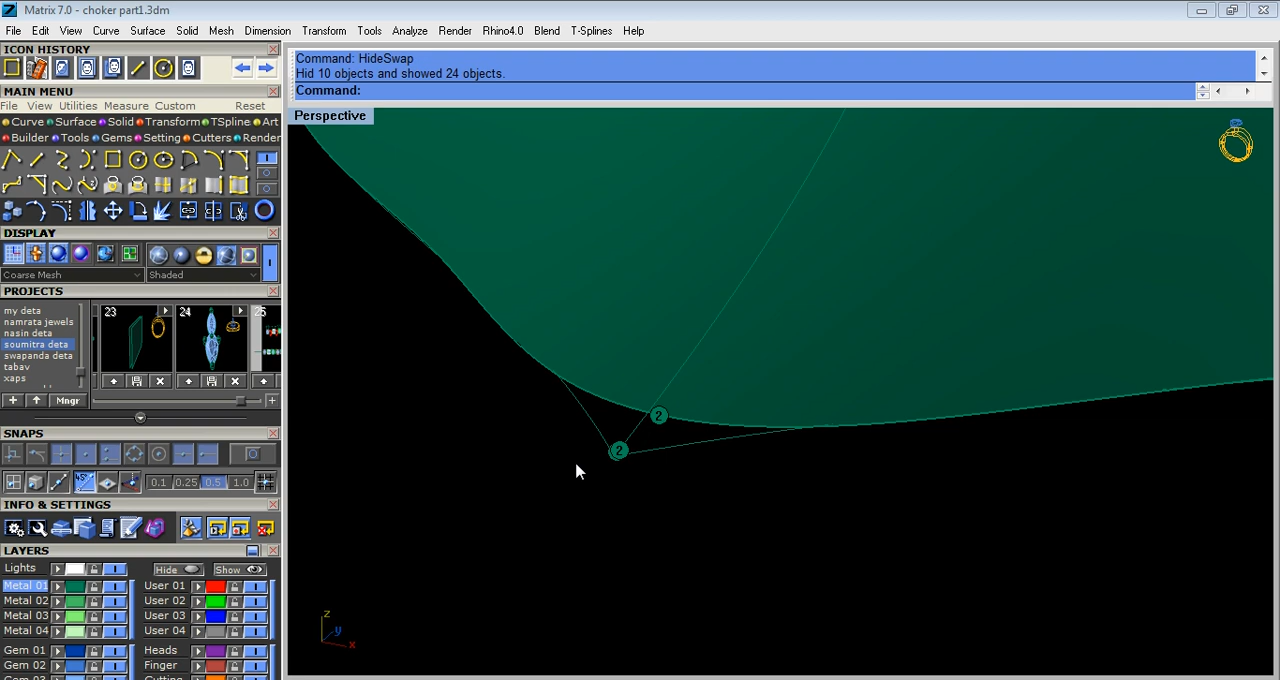 Matrix 7.0 - choker part1.3dm
File Edit View Curve Surface Solid Mesh Dimension Transform Tools Analyze Render Rhino4.0 Blend T-Splines Help
ICON HISTORY
Command: HideSwap
Hid 10 objects and showed 24 objects.
Command:
MAIN MENU
File View Utilities Measure Custom Reset
Curve Surface Solid Transform TSpline Art
Builder Tools Gems Setting Cutters Render
Perspective
DISPLAY
Coarse Mesh Shaded
PROJECTS
my deta
namrata jewels
nasin deta
soumitra deta
swapanda deta
tabav
xaps
23 24 25
Mngr
SNAPS
0.1 0.25 0.5 1.0
45°
INFO & SETTINGS
LAYERS
Lights Hide Show
Metal 01 User 01
Metal 02 User 02
Metal 03 User 03
Metal 04 User 04
Gem 01 Heads
Gem 02 Finger
Gem 03 Cutting
2
2
z
y
x